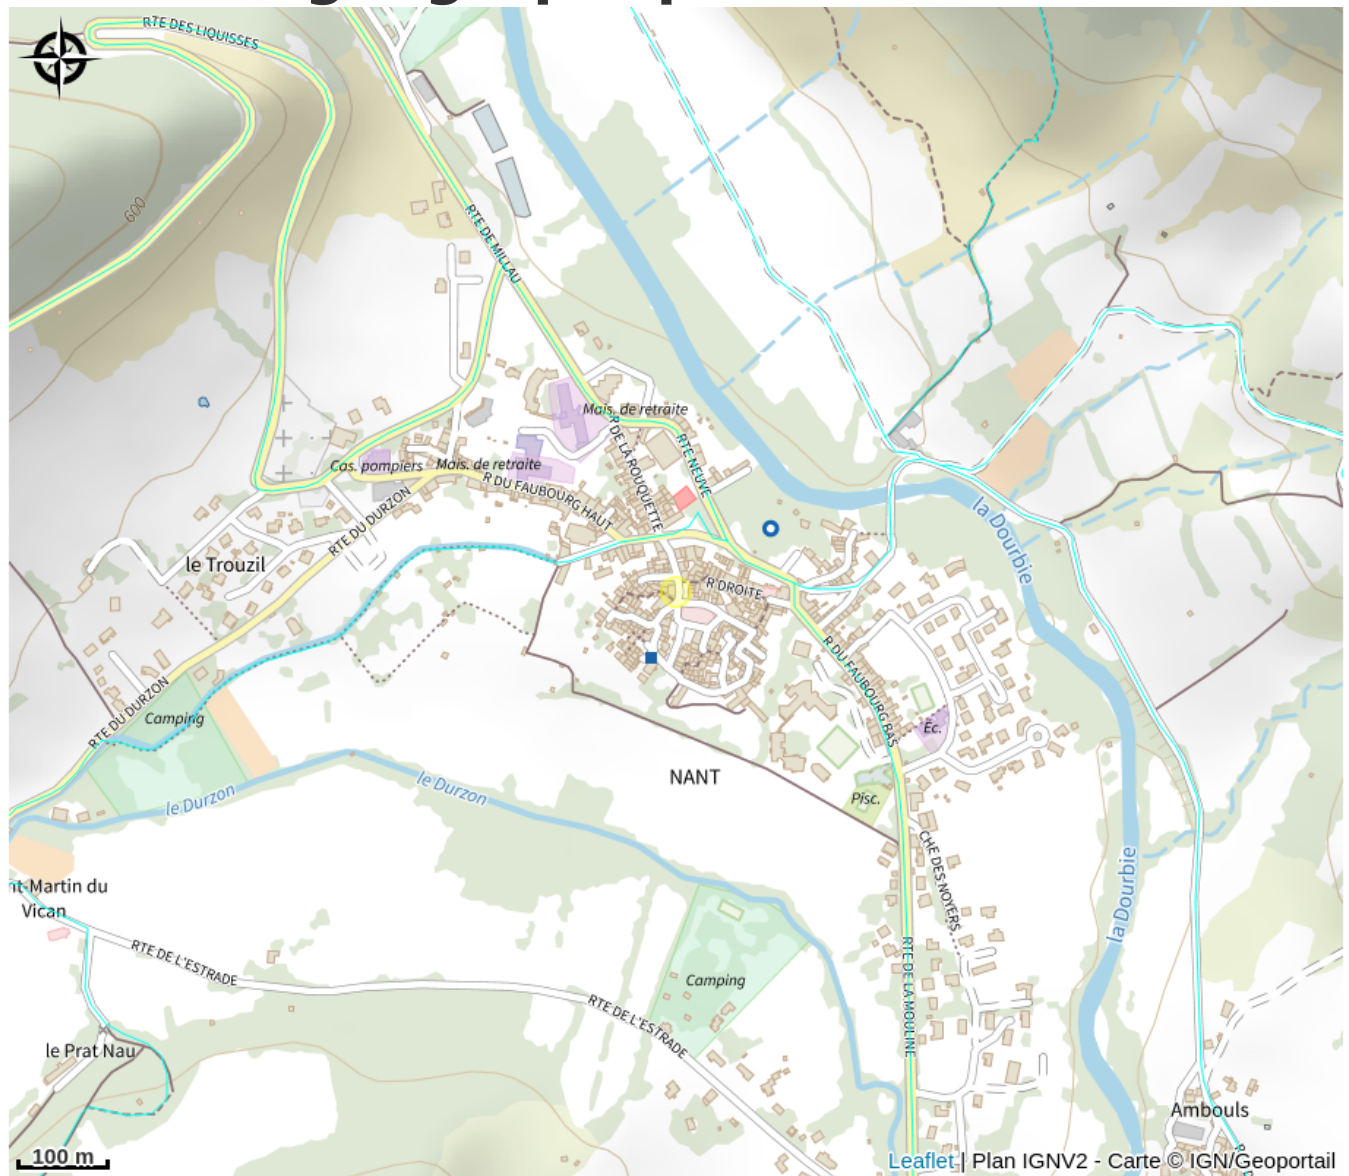 RTE DES LIQUISSES
600
RTE DE MILLAU
Mais. de retraite
R DE LA ROUQUETTE
RTE NEUVE
Cas. pompiers
Mais. de retraite
R DU FAUBOURG HAUT
RTE DU DURZON
la Dourbie
le Trouzil
R DROITE
R DU FAUBOURG BAS
RTE DU DURZON
Camping
Éc.
le Durzon
le Durzon
NANT
Pisc.
CHE DES NOYERS
nt-Martin du
Vican
la Dourbie
RTE DE L'ESTRADE
RTE DE LA MOULINE
Camping
RTE DE L'ESTRADE
le Prat Nau
Ambouls
100 m
Leaflet | Plan IGNV2 - Carte © IGN/Geoportail